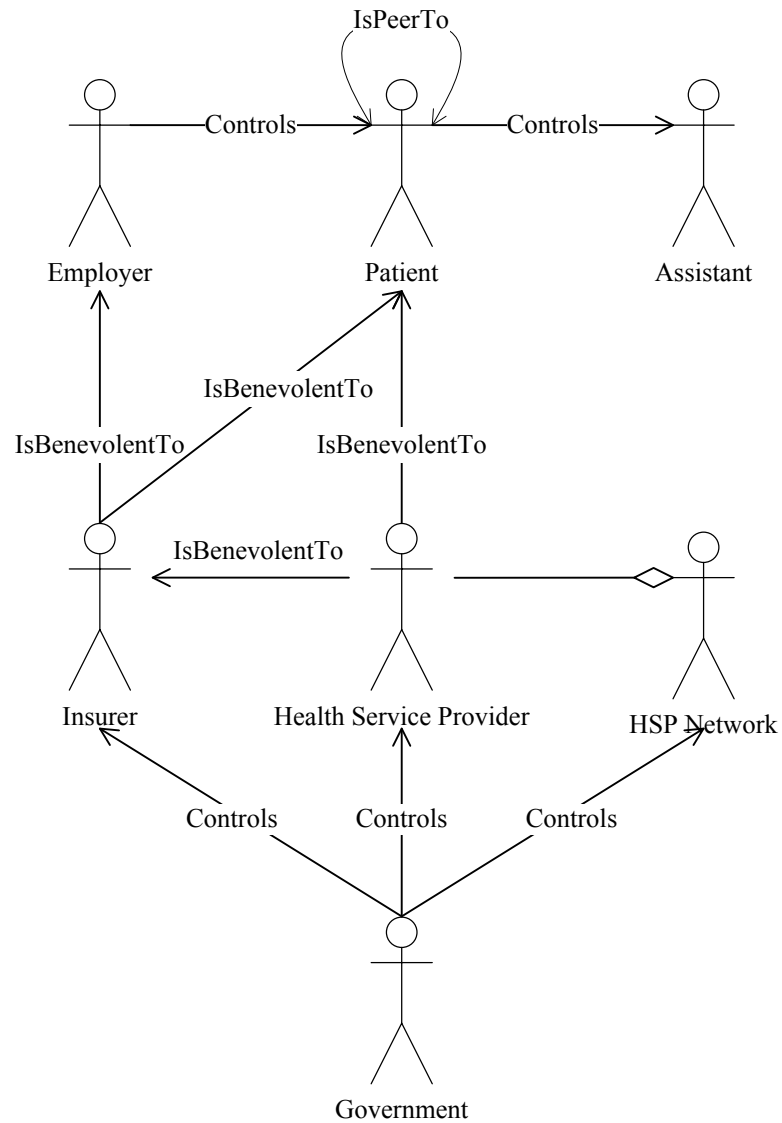 IsPeerTo
Controls
Controls
Employer
Patient
Assistant
IsBenevolentTo
IsBenevolentTo
IsBenevolentTo
IsBenevolentTo
Insurer
Health Service Provider
HSP Network
Controls
Controls
Controls
Government